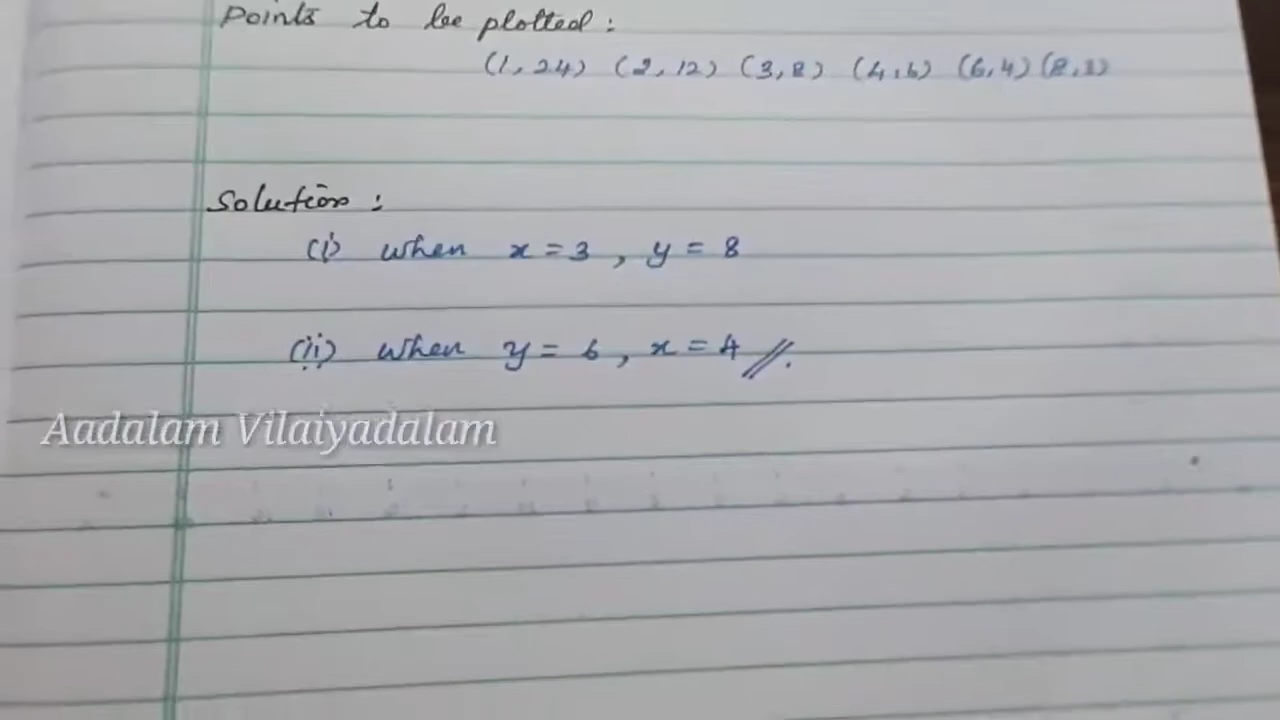 Points to be plotted :
(1, 24) (2, 12) (3, 8) (4, 6) (6, 4) (8, 3)
Solution :
(i) when x = 3 , y = 8
(ii) when y = 6 , x = 4 //.
Aadalam Vilaiyadalam